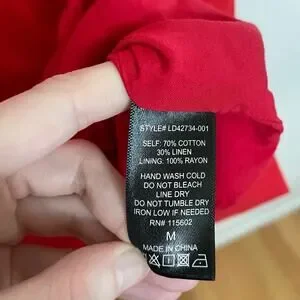 STYLE# LD42734-001
SELF: 70% COTTON
30% LINEN
LINING: 100% RAYON
HAND WASH COLD
DO NOT BLEACH
LINE DRY
DO NOT TUMBLE DRY
IRON LOW IF NEEDED
RN# 115602
M
MADE IN CHINA